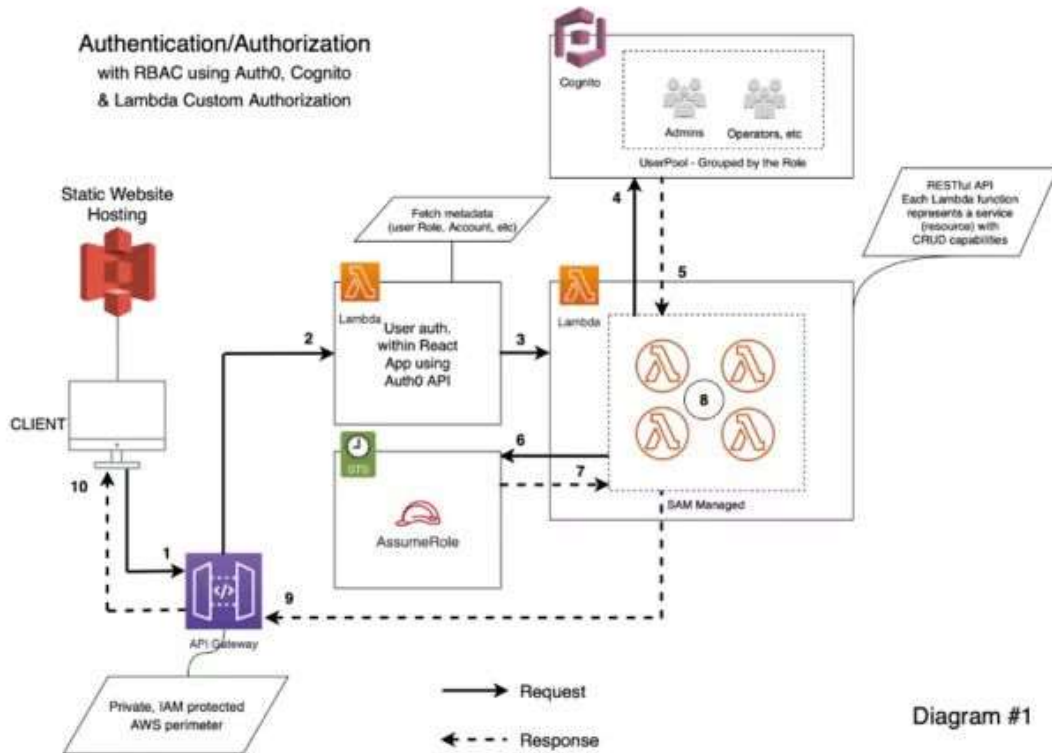 Authentication/Authorization
with RBAC using Auth0, Cognito
& Lambda Custom Authorization
Cognito
Admins
Operators, etc
UserPool - Grouped by the Role
RESTful API
Each Lambda function
represents a service
(resource) with
CRUD capabilities
Static Website
Hosting
Fetch metadata
(user Role, Account, etc)
4
5
Lambda
User auth.
within React
App using
Auth0 API
2
3
Lambda
8
CLIENT
6
7
STS
AssumeRole
SAM Managed
10
1
9
API Gateway
Private, IAM protected
AWS perimeter
Request
Response
Diagram #1